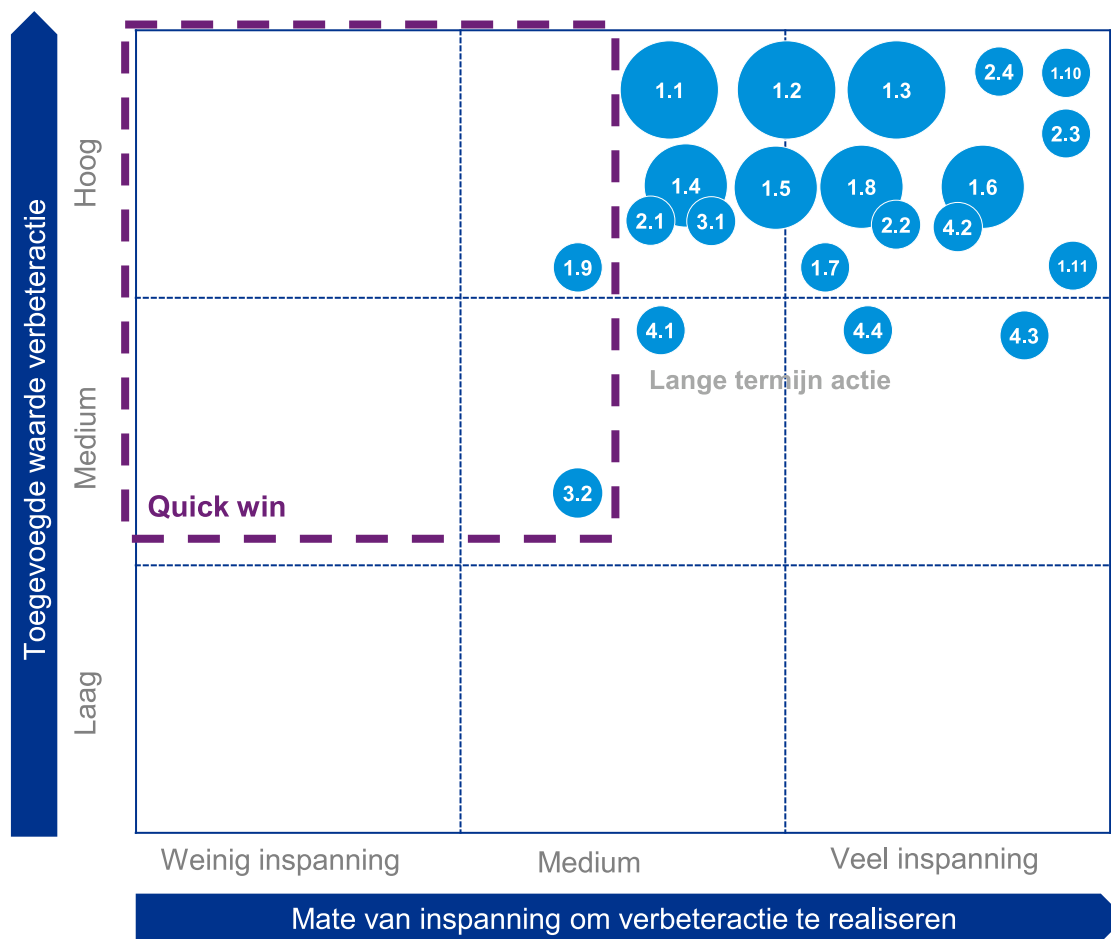 Toegevoegde waarde verbeteractie
Hoog
Medium
Laag
1.1
1.2
1.3
2.4
1.10
2.3
1.4
1.5
1.8
1.6
2.1
3.1
2.2
4.2
1.9
1.7
1.11
4.1
4.4
4.3
Lange termijn actie
3.2
Quick win
Weinig inspanning
Medium
Veel inspanning
Mate van inspanning om verbeteractie te realiseren